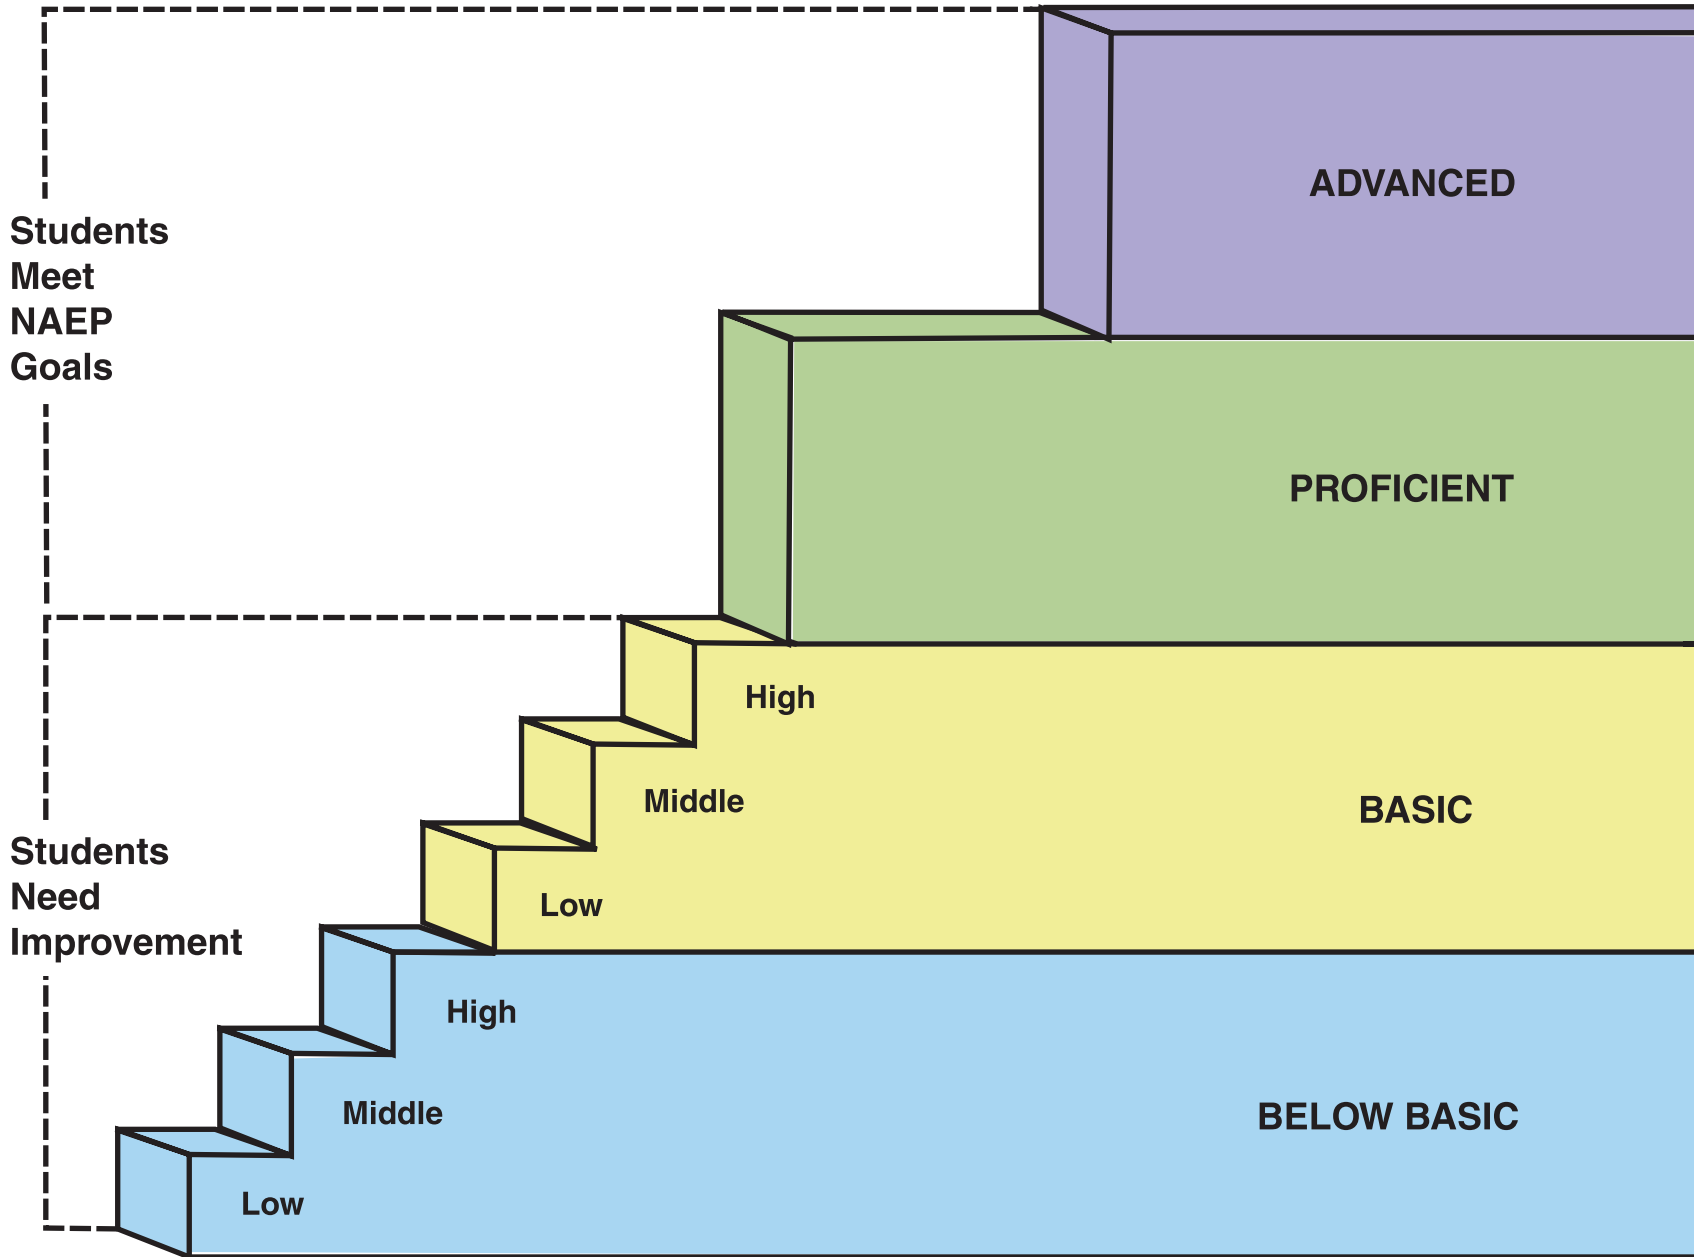 ADVANCED
Students
Meet
NAEP
Goals
PROFICIENT
High
Middle
BASIC
Low
Students
Need
Improvement
High
Middle
BELOW BASIC
Low